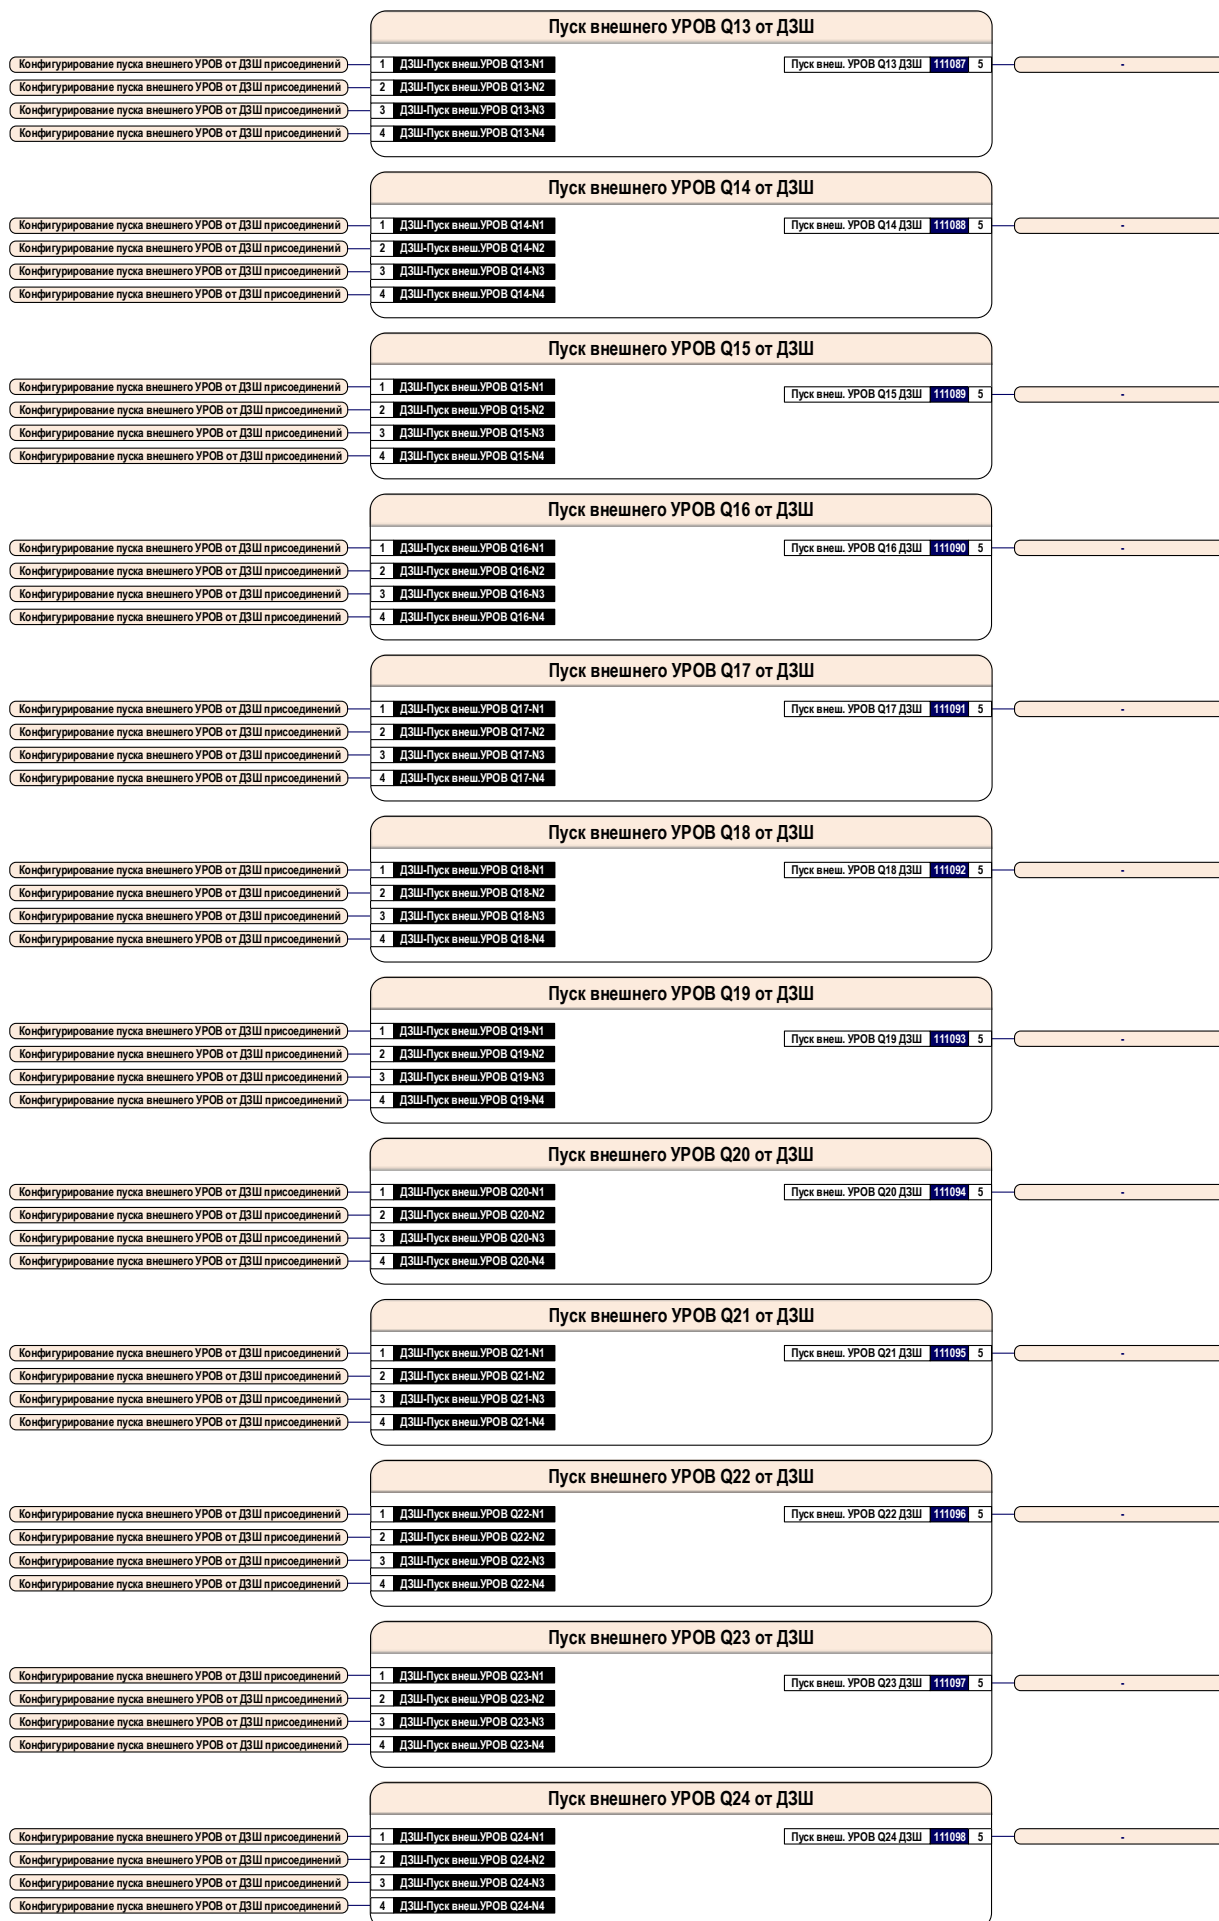 Пуск внешнего УРОВ Q13 от ДЗШ
Конфигурирование пуска внешнего УРОВ от ДЗШ присоединений 1 ДЗШ-Пуск внеш.УРОВ Q13-N1 Пуск внеш. УРОВ Q13 ДЗШ 111087 5 -
Конфигурирование пуска внешнего УРОВ от ДЗШ присоединений 2 ДЗШ-Пуск внеш.УРОВ Q13-N2
Конфигурирование пуска внешнего УРОВ от ДЗШ присоединений 3 ДЗШ-Пуск внеш.УРОВ Q13-N3
Конфигурирование пуска внешнего УРОВ от ДЗШ присоединений 4 ДЗШ-Пуск внеш.УРОВ Q13-N4
Пуск внешнего УРОВ Q14 от ДЗШ
Конфигурирование пуска внешнего УРОВ от ДЗШ присоединений 1 ДЗШ-Пуск внеш.УРОВ Q14-N1 Пуск внеш. УРОВ Q14 ДЗШ 111088 5 -
Конфигурирование пуска внешнего УРОВ от ДЗШ присоединений 2 ДЗШ-Пуск внеш.УРОВ Q14-N2
Конфигурирование пуска внешнего УРОВ от ДЗШ присоединений 3 ДЗШ-Пуск внеш.УРОВ Q14-N3
Конфигурирование пуска внешнего УРОВ от ДЗШ присоединений 4 ДЗШ-Пуск внеш.УРОВ Q14-N4
Пуск внешнего УРОВ Q15 от ДЗШ
Конфигурирование пуска внешнего УРОВ от ДЗШ присоединений 1 ДЗШ-Пуск внеш.УРОВ Q15-N1 Пуск внеш. УРОВ Q15 ДЗШ 111089 5 -
Конфигурирование пуска внешнего УРОВ от ДЗШ присоединений 2 ДЗШ-Пуск внеш.УРОВ Q15-N2
Конфигурирование пуска внешнего УРОВ от ДЗШ присоединений 3 ДЗШ-Пуск внеш.УРОВ Q15-N3
Конфигурирование пуска внешнего УРОВ от ДЗШ присоединений 4 ДЗШ-Пуск внеш.УРОВ Q15-N4
Пуск внешнего УРОВ Q16 от ДЗШ
Конфигурирование пуска внешнего УРОВ от ДЗШ присоединений 1 ДЗШ-Пуск внеш.УРОВ Q16-N1 Пуск внеш. УРОВ Q16 ДЗШ 111090 5 -
Конфигурирование пуска внешнего УРОВ от ДЗШ присоединений 2 ДЗШ-Пуск внеш.УРОВ Q16-N2
Конфигурирование пуска внешнего УРОВ от ДЗШ присоединений 3 ДЗШ-Пуск внеш.УРОВ Q16-N3
Конфигурирование пуска внешнего УРОВ от ДЗШ присоединений 4 ДЗШ-Пуск внеш.УРОВ Q16-N4
Пуск внешнего УРОВ Q17 от ДЗШ
Конфигурирование пуска внешнего УРОВ от ДЗШ присоединений 1 ДЗШ-Пуск внеш.УРОВ Q17-N1 Пуск внеш. УРОВ Q17 ДЗШ 111091 5 -
Конфигурирование пуска внешнего УРОВ от ДЗШ присоединений 2 ДЗШ-Пуск внеш.УРОВ Q17-N2
Конфигурирование пуска внешнего УРОВ от ДЗШ присоединений 3 ДЗШ-Пуск внеш.УРОВ Q17-N3
Конфигурирование пуска внешнего УРОВ от ДЗШ присоединений 4 ДЗШ-Пуск внеш.УРОВ Q17-N4
Пуск внешнего УРОВ Q18 от ДЗШ
Конфигурирование пуска внешнего УРОВ от ДЗШ присоединений 1 ДЗШ-Пуск внеш.УРОВ Q18-N1 Пуск внеш. УРОВ Q18 ДЗШ 111092 5 -
Конфигурирование пуска внешнего УРОВ от ДЗШ присоединений 2 ДЗШ-Пуск внеш.УРОВ Q18-N2
Конфигурирование пуска внешнего УРОВ от ДЗШ присоединений 3 ДЗШ-Пуск внеш.УРОВ Q18-N3
Конфигурирование пуска внешнего УРОВ от ДЗШ присоединений 4 ДЗШ-Пуск внеш.УРОВ Q18-N4
Пуск внешнего УРОВ Q19 от ДЗШ
Конфигурирование пуска внешнего УРОВ от ДЗШ присоединений 1 ДЗШ-Пуск внеш.УРОВ Q19-N1 Пуск внеш. УРОВ Q19 ДЗШ 111093 5 -
Конфигурирование пуска внешнего УРОВ от ДЗШ присоединений 2 ДЗШ-Пуск внеш.УРОВ Q19-N2
Конфигурирование пуска внешнего УРОВ от ДЗШ присоединений 3 ДЗШ-Пуск внеш.УРОВ Q19-N3
Конфигурирование пуска внешнего УРОВ от ДЗШ присоединений 4 ДЗШ-Пуск внеш.УРОВ Q19-N4
Пуск внешнего УРОВ Q20 от ДЗШ
Конфигурирование пуска внешнего УРОВ от ДЗШ присоединений 1 ДЗШ-Пуск внеш.УРОВ Q20-N1 Пуск внеш. УРОВ Q20 ДЗШ 111094 5 -
Конфигурирование пуска внешнего УРОВ от ДЗШ присоединений 2 ДЗШ-Пуск внеш.УРОВ Q20-N2
Конфигурирование пуска внешнего УРОВ от ДЗШ присоединений 3 ДЗШ-Пуск внеш.УРОВ Q20-N3
Конфигурирование пуска внешнего УРОВ от ДЗШ присоединений 4 ДЗШ-Пуск внеш.УРОВ Q20-N4
Пуск внешнего УРОВ Q21 от ДЗШ
Конфигурирование пуска внешнего УРОВ от ДЗШ присоединений 1 ДЗШ-Пуск внеш.УРОВ Q21-N1 Пуск внеш. УРОВ Q21 ДЗШ 111095 5 -
Конфигурирование пуска внешнего УРОВ от ДЗШ присоединений 2 ДЗШ-Пуск внеш.УРОВ Q21-N2
Конфигурирование пуска внешнего УРОВ от ДЗШ присоединений 3 ДЗШ-Пуск внеш.УРОВ Q21-N3
Конфигурирование пуска внешнего УРОВ от ДЗШ присоединений 4 ДЗШ-Пуск внеш.УРОВ Q21-N4
Пуск внешнего УРОВ Q22 от ДЗШ
Конфигурирование пуска внешнего УРОВ от ДЗШ присоединений 1 ДЗШ-Пуск внеш.УРОВ Q22-N1 Пуск внеш. УРОВ Q22 ДЗШ 111096 5 -
Конфигурирование пуска внешнего УРОВ от ДЗШ присоединений 2 ДЗШ-Пуск внеш.УРОВ Q22-N2
Конфигурирование пуска внешнего УРОВ от ДЗШ присоединений 3 ДЗШ-Пуск внеш.УРОВ Q22-N3
Конфигурирование пуска внешнего УРОВ от ДЗШ присоединений 4 ДЗШ-Пуск внеш.УРОВ Q22-N4
Пуск внешнего УРОВ Q23 от ДЗШ
Конфигурирование пуска внешнего УРОВ от ДЗШ присоединений 1 ДЗШ-Пуск внеш.УРОВ Q23-N1 Пуск внеш. УРОВ Q23 ДЗШ 111097 5 -
Конфигурирование пуска внешнего УРОВ от ДЗШ присоединений 2 ДЗШ-Пуск внеш.УРОВ Q23-N2
Конфигурирование пуска внешнего УРОВ от ДЗШ присоединений 3 ДЗШ-Пуск внеш.УРОВ Q23-N3
Конфигурирование пуска внешнего УРОВ от ДЗШ присоединений 4 ДЗШ-Пуск внеш.УРОВ Q23-N4
Пуск внешнего УРОВ Q24 от ДЗШ
Конфигурирование пуска внешнего УРОВ от ДЗШ присоединений 1 ДЗШ-Пуск внеш.УРОВ Q24-N1 Пуск внеш. УРОВ Q24 ДЗШ 111098 5 -
Конфигурирование пуска внешнего УРОВ от ДЗШ присоединений 2 ДЗШ-Пуск внеш.УРОВ Q24-N2
Конфигурирование пуска внешнего УРОВ от ДЗШ присоединений 3 ДЗШ-Пуск внеш.УРОВ Q24-N3
Конфигурирование пуска внешнего УРОВ от ДЗШ присоединений 4 ДЗШ-Пуск внеш.УРОВ Q24-N4